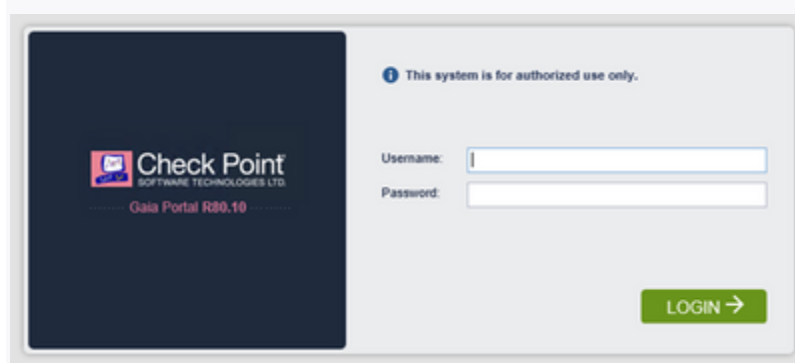 This system is for authorized use only.
Check Point
SOFTWARE TECHNOLOGIES LTD.
Gaia Portal R80.10
Username:
Password:
LOGIN